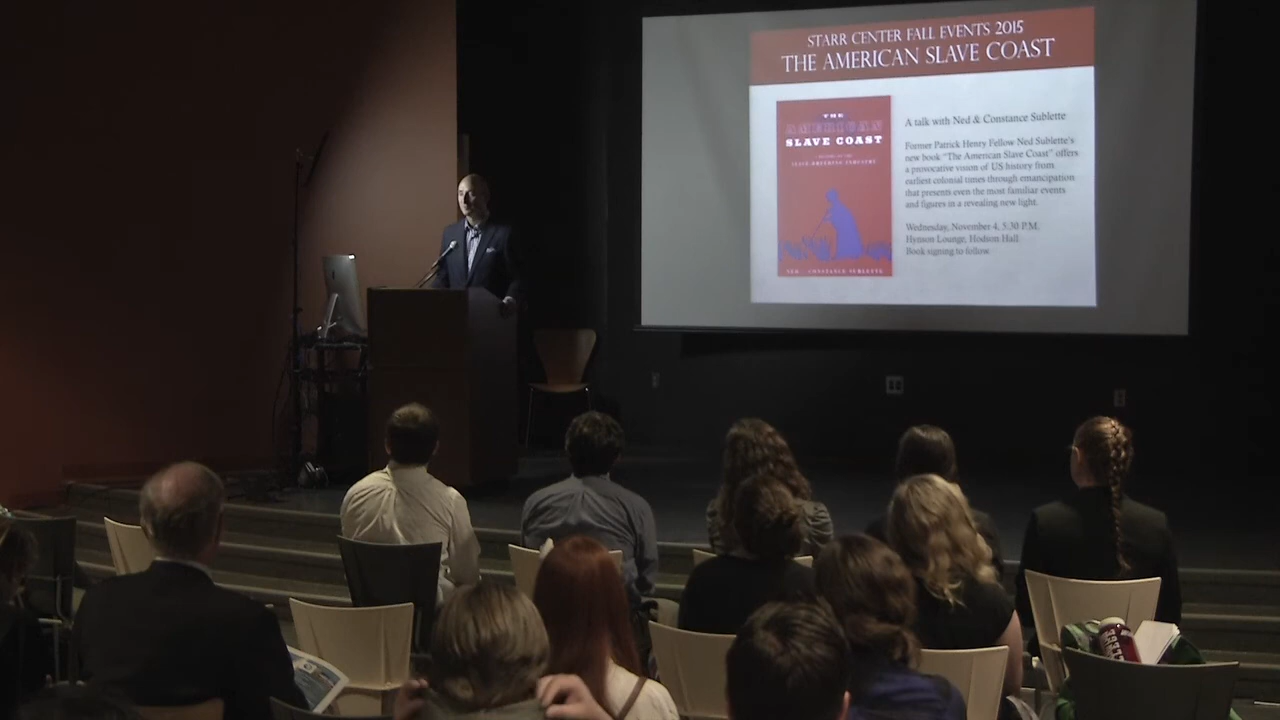 STARR CENTER FALL EVENTS 2015
THE AMERICAN SLAVE COAST
THE
AMERICAN
SLAVE COAST
A talk with Ned & Constance Sublette
Former Patrick Henry Fellow Ned Sublette's
new book "The American Slave Coast" offers
a provocative vision of US history from
earliest colonial times through emancipation
that presents even the most familiar events
and figures in a revealing new light.
Wednesday, November 4, 5:30 P.M.
Hynson Lounge, Hodson Hall
Book signing to follow